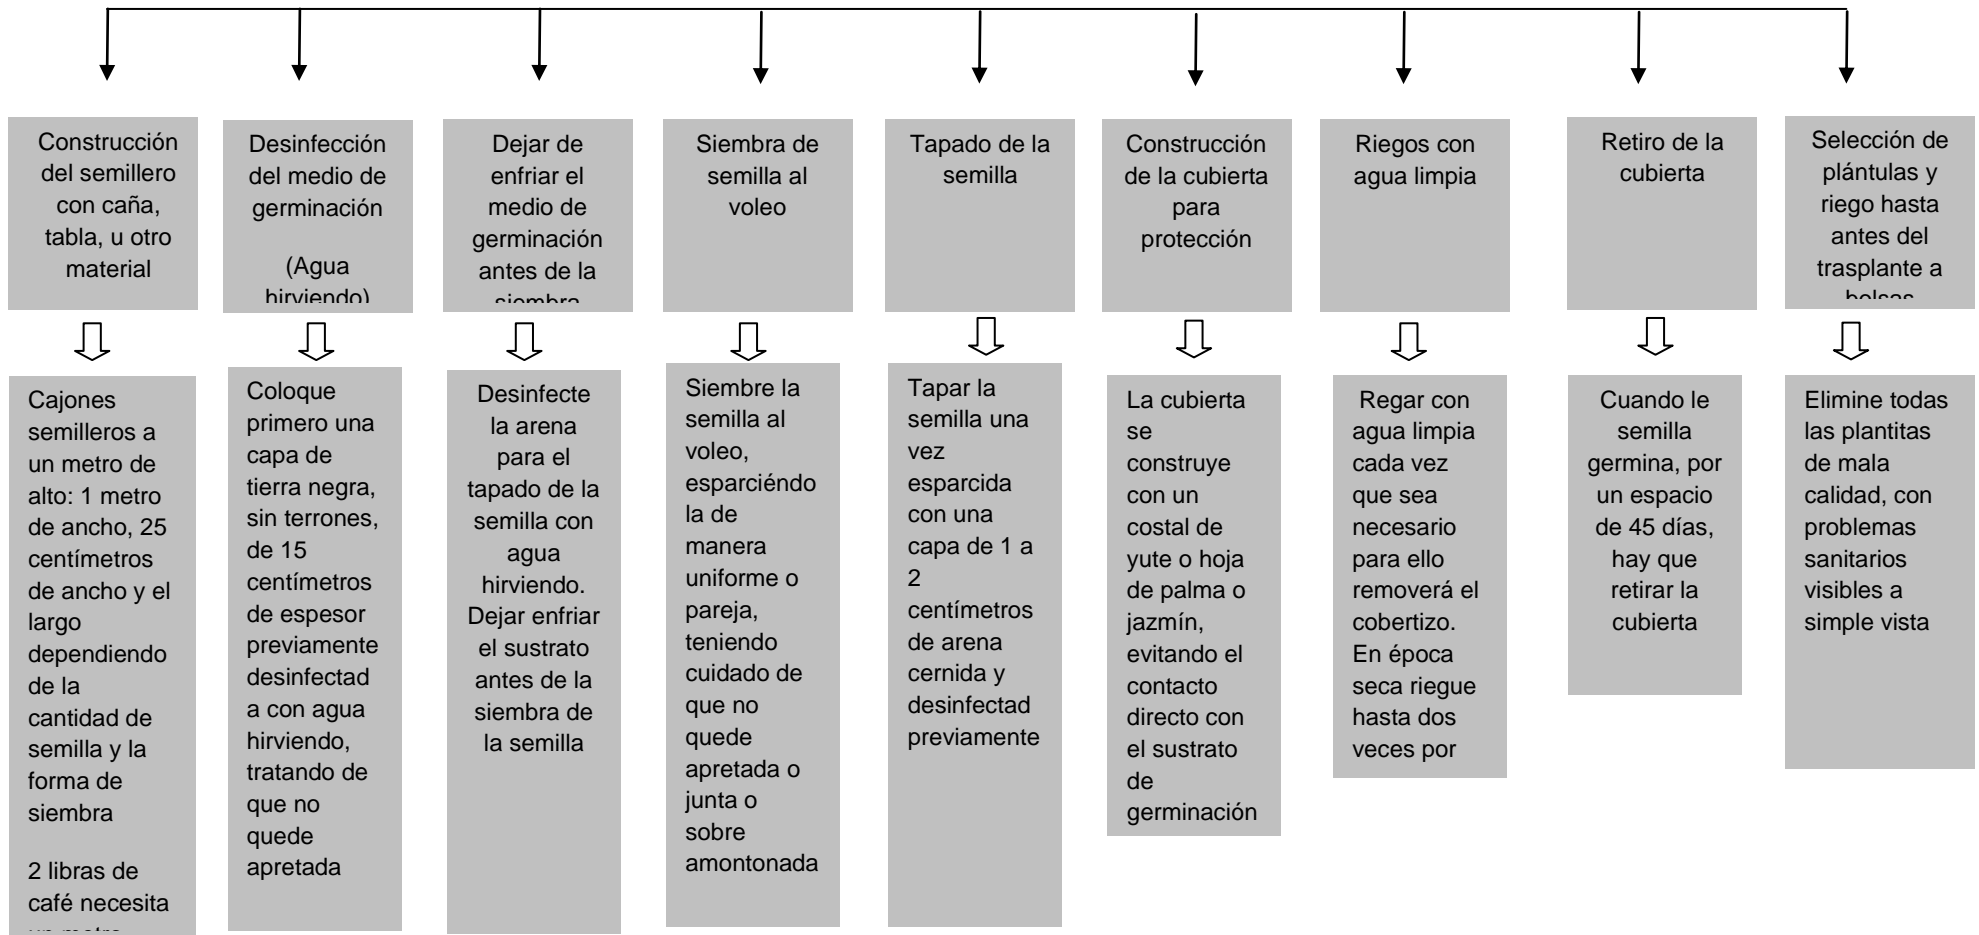 Construcción
del semillero
con caña,
tabla, u otro
material
Desinfección
del medio de
germinación
(Agua
hirviendo)
Dejar de
enfriar el
medio de
germinación
antes de la
siembra
Siembra de
semilla al
voleo
Tapado de la
semilla
Construcción
de la cubierta
para
protección
Riegos con
agua limpia
Retiro de la
cubierta
Selección de
plántulas y
riego hasta
antes del
trasplante a
bolsas
Cajones
semilleros a
un metro de
alto: 1 metro
de ancho, 25
centímetros
de ancho y el
largo
dependiendo
de la
cantidad de
semilla y la
forma de
siembra
2 libras de
café necesita
un metro
Coloque
primero una
capa de
tierra negra,
sin terrones,
de 15
centímetros
de espesor
previamente
desinfectad
a con agua
hirviendo,
tratando de
que no
quede
apretada
Desinfecte
la arena
para el
tapado de la
semilla con
agua
hirviendo.
Dejar enfriar
el sustrato
antes de la
siembra de
la semilla
Siembre la
semilla al
voleo,
esparciéndo
la de
manera
uniforme o
pareja,
teniendo
cuidado de
que no
quede
apretada o
junta o
sobre
amontonada
Tapar la
semilla una
vez
esparcida
con una
capa de 1 a
2
centímetros
de arena
cernida y
desinfectad
previamente
La cubierta
se
construye
con un
costal de
yute o hoja
de palma o
jazmín,
evitando el
contacto
directo con
el sustrato
de
germinación
Regar con
agua limpia
cada vez
que sea
necesario
para ello
removerá el
cobertizo.
En época
seca riegue
hasta dos
veces por
Cuando le
semilla
germina, por
un espacio
de 45 días,
hay que
retirar la
cubierta
Elimine todas
las plantitas
de mala
calidad, con
problemas
sanitarios
visibles a
simple vista